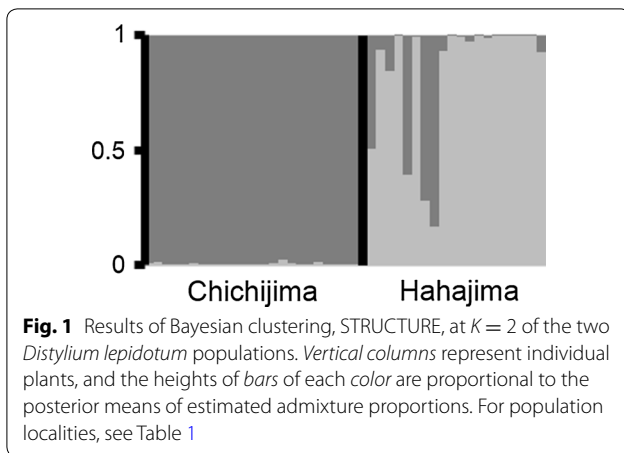 1
0.5
0
Chichijima Hahajima
Fig. 1 Results of Bayesian clustering, STRUCTURE, at K = 2 of the two
Distylium lepidotum populations. Vertical columns represent individual
plants, and the heights of bars of each color are proportional to the
posterior means of estimated admixture proportions. For population
localities, see Table 1